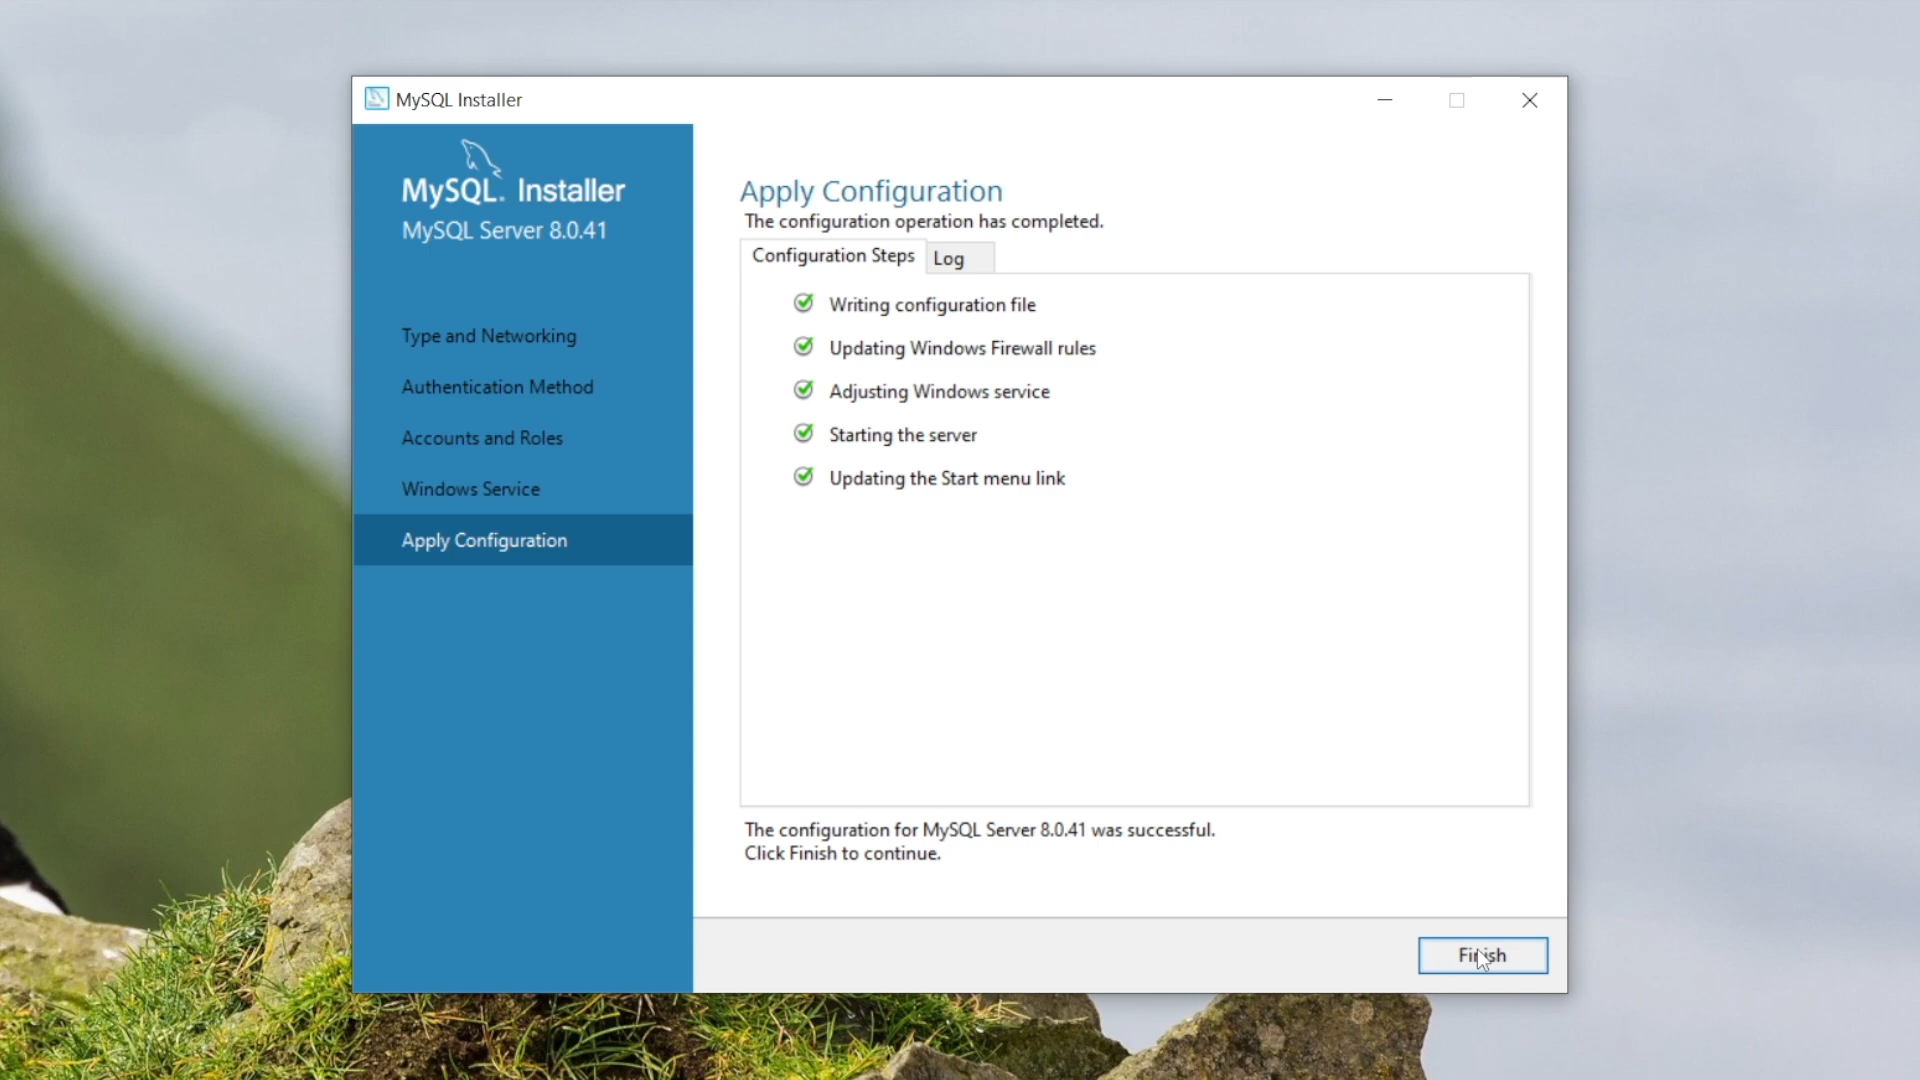 MySQL Installer
MySQL. Installer
MySQL Server 8.0.41
Type and Networking
Authentication Method
Accounts and Roles
Windows Service
Apply Configuration
Apply Configuration
The configuration operation has completed.
Configuration Steps
Log
Writing configuration file
Updating Windows Firewall rules
Adjusting Windows service
Starting the server
Updating the Start menu link
The configuration for MySQL Server 8.0.41 was successful.
Click Finish to continue.
Finish